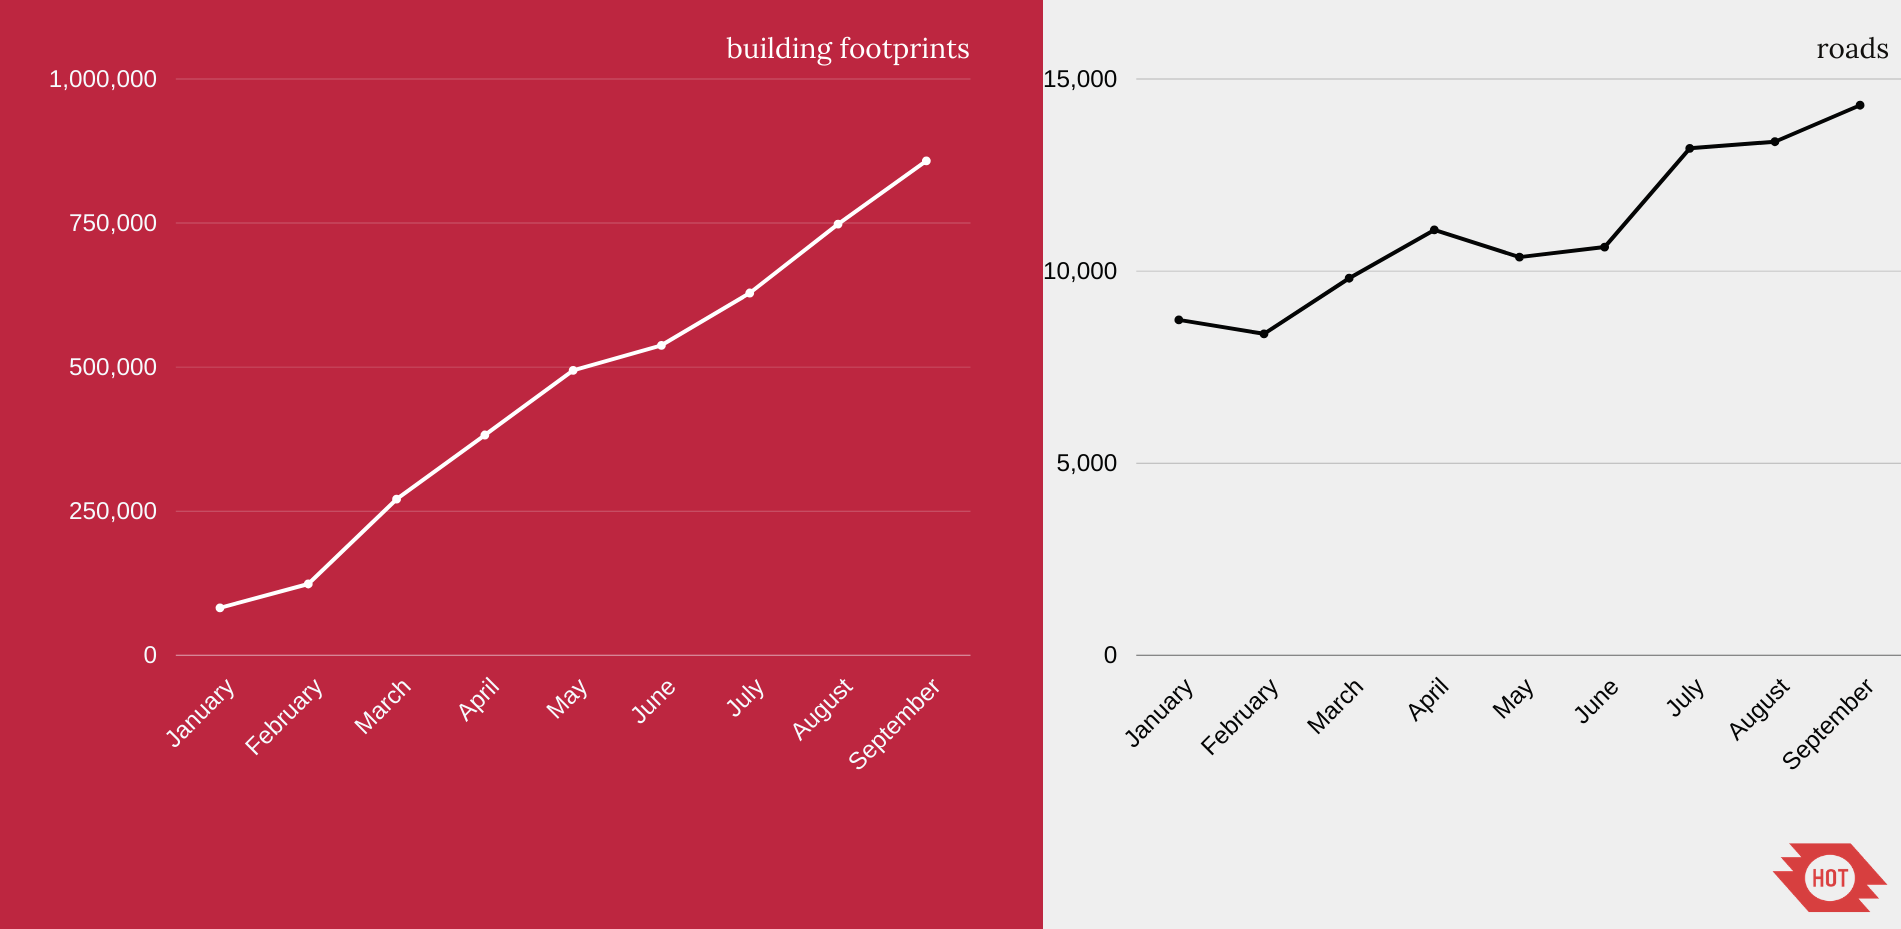 building footprints
1,000,000
750,000
500,000
250,000
0
January
February
March
April
May
June
July
August
September
roads
15,000
10,000
5,000
0
January
February
March
April
May
June
July
August
September
HOT